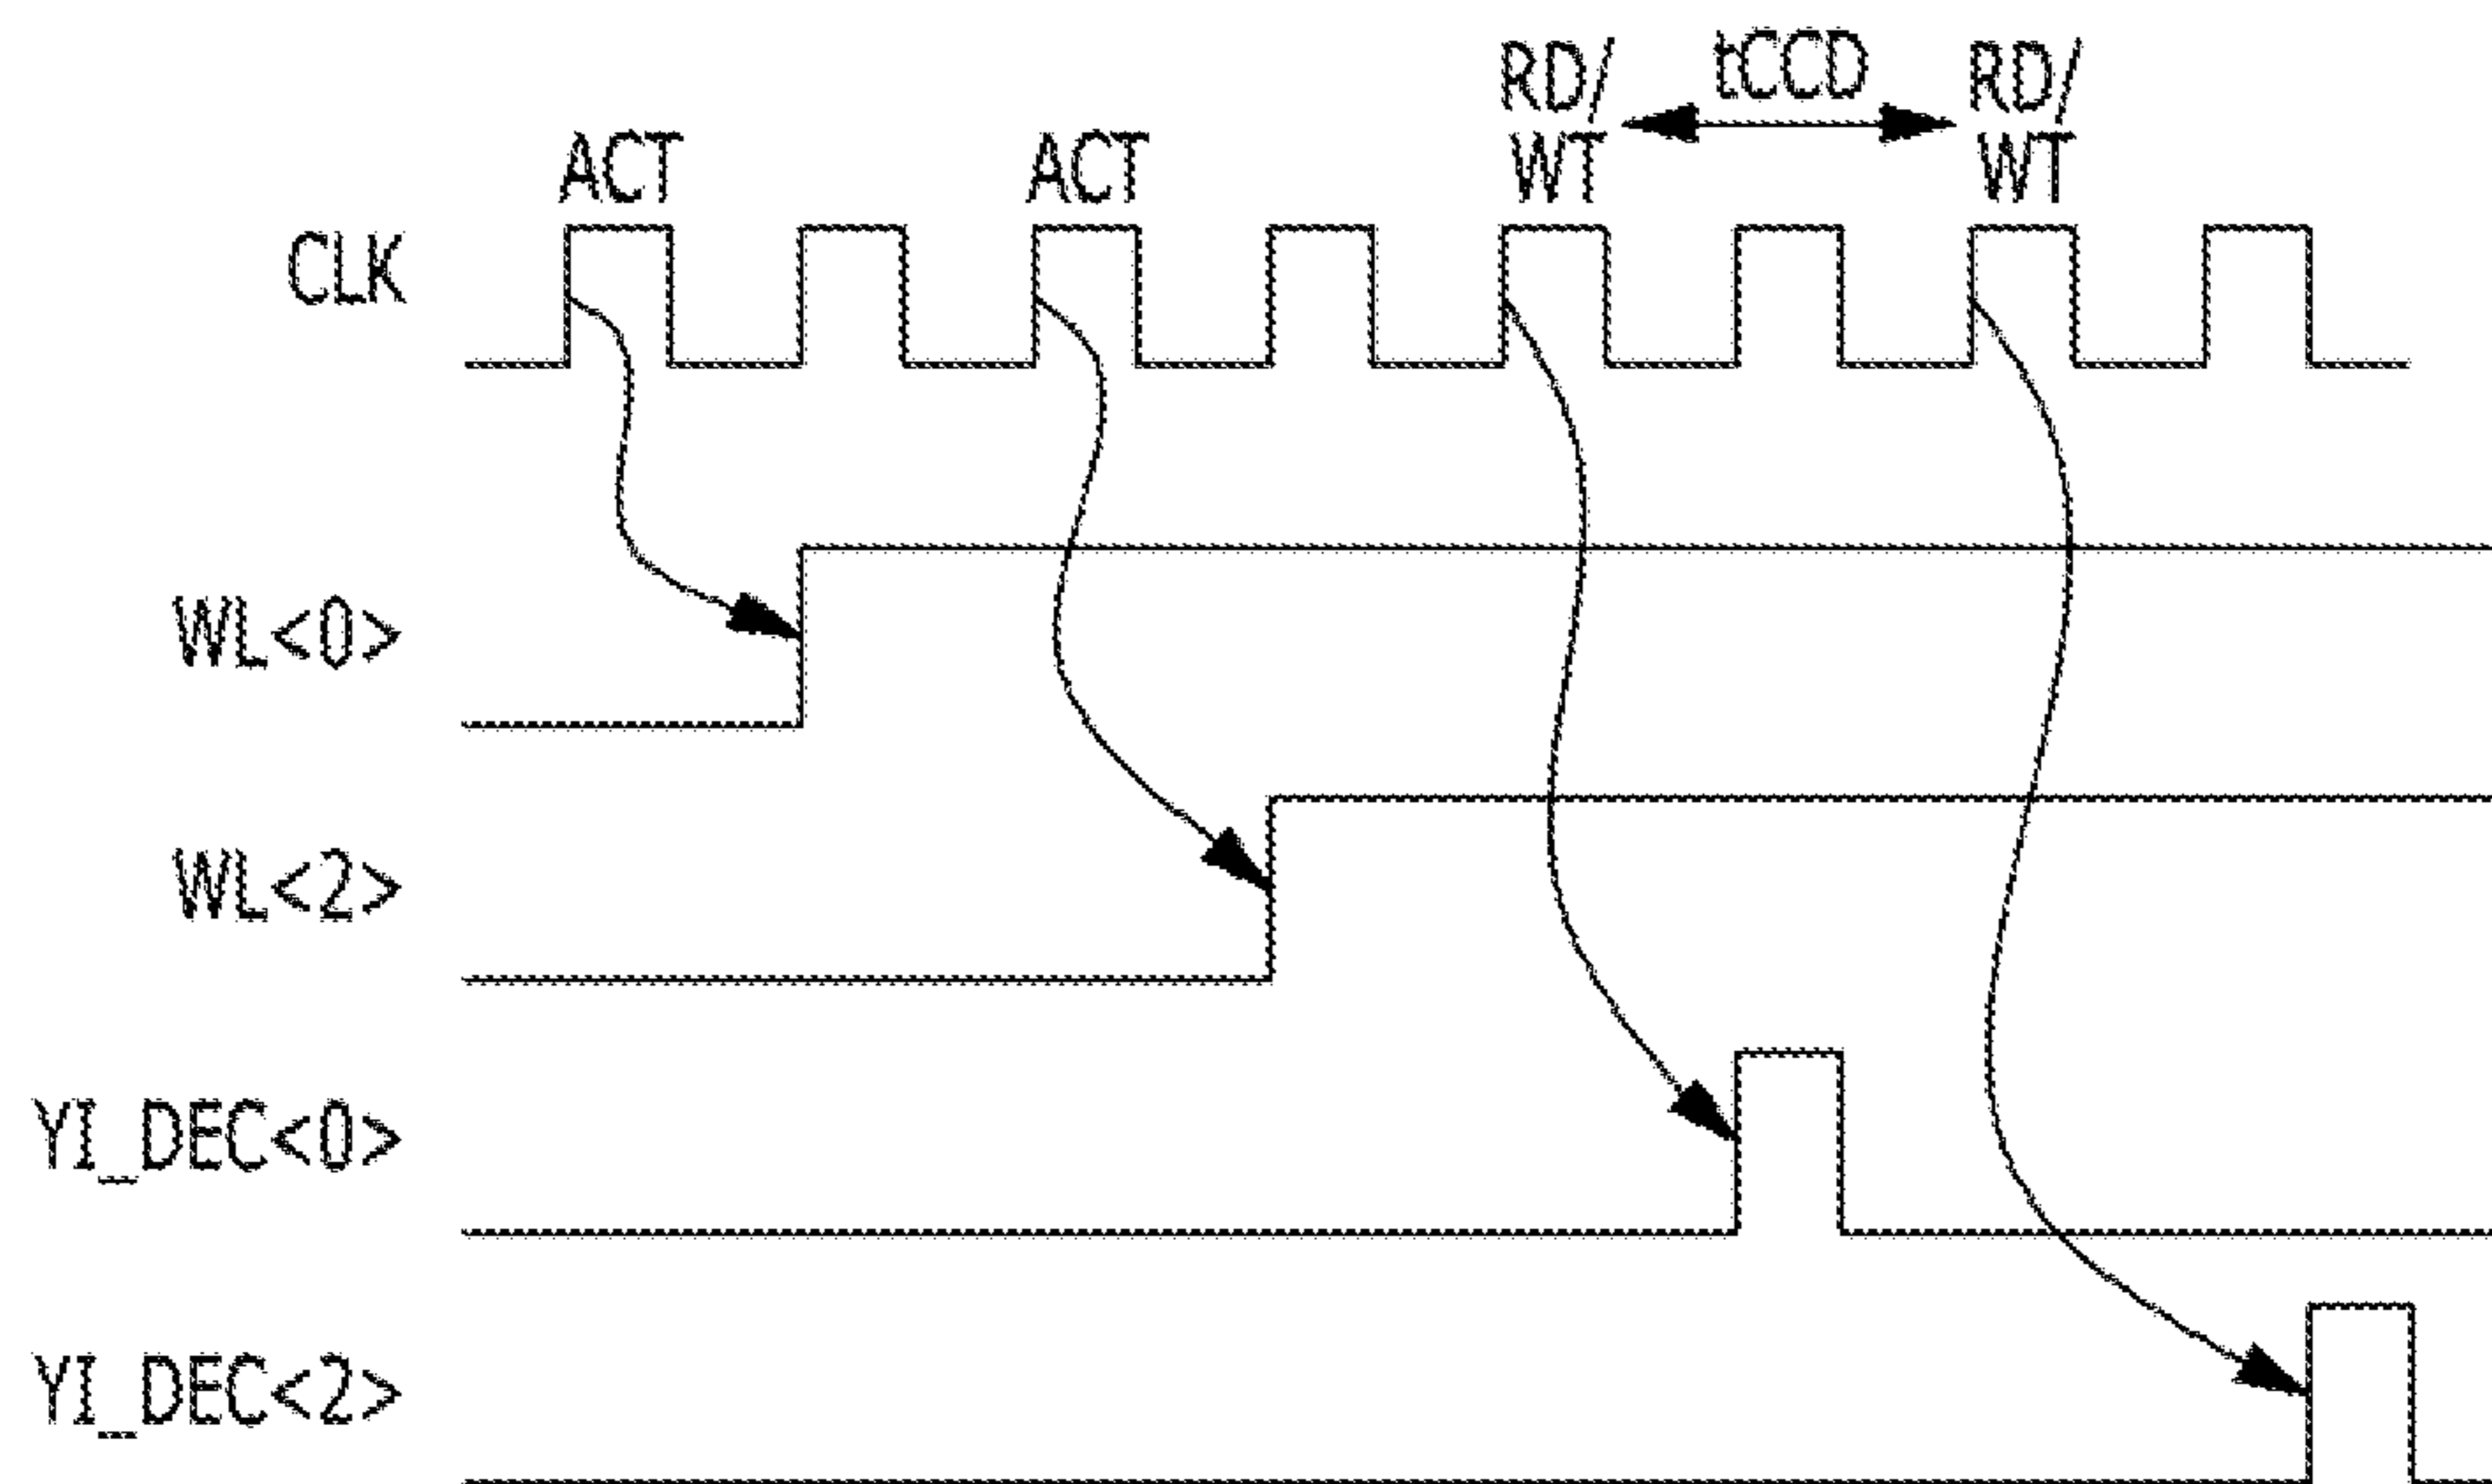 RD/ tCCD RD/
ACT ACT WT WT
CLK
WL<0>
WL<2>
YI_DEC<0>
YI_DEC<2>